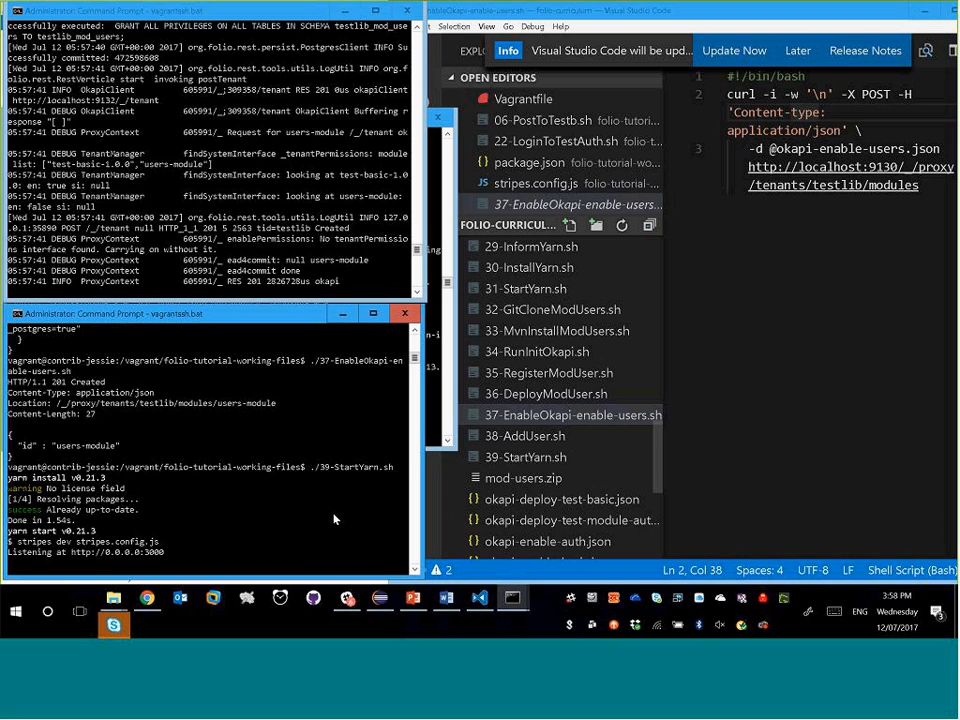 Administrator: Command Prompt - vagrantssh.bat
ccessfully executed:  GRANT ALL PRIVILEGES ON ALL TABLES IN SCHEMA testlib_mod_use
rs TO testlib_mod_users;
[Wed Jul 12 05:57:40 GMT+00:00 2017] org.folio.rest.persist.PostgresClient INFO Su
ccessfully committed: 472598608
[Wed Jul 12 05:57:41 GMT+00:00 2017] org.folio.rest.tools.utils.LogUtil INFO org.f
olio.rest.RestVerticle start  invoking postTenant
05:57:41 INFO  OkapiClient          605991/_;309358/tenant RES 201 0us okapiClient
http://localhost:9132/_/tenant
05:57:41 DEBUG OkapiClient          605991/_;309358/tenant OkapiClient Buffering r
esponse "[ ]"
05:57:41 DEBUG ProxyContext         605991/_ Request for users-module /_/tenant ok
05:57:41 DEBUG TenantManager        findSystemInterface _tenantPermissions: module
list: ["test-basic-1.0.0","users-module"]
05:57:41 DEBUG TenantManager        findSystemInterface: looking at test-basic-1.0
.0: en: true si: null
05:57:41 DEBUG TenantManager        findSystemInterface: looking at users-module:
en: false si: null
[Wed Jul 12 05:57:41 GMT+00:00 2017] org.folio.rest.tools.utils.LogUtil INFO 127.0
.0.1:35890 POST /_/tenant null HTTP_1_1 201 5 2563 tid=testlib Created
05:57:41 DEBUG ProxyContext         605991/_ enablePermissions: No tenantPermissio
ns interface found. Carrying on without it.
05:57:41 DEBUG ProxyContext         605991/_ ead4commit: null users-module
05:57:41 DEBUG ProxyContext         605991/_ ead4commit done
05:57:41 INFO  ProxyContext         605991/_ RES 201 2826728us okapi
Administrator: Command Prompt - vagrantssh.bat
_postgres=true"
}
}
vagrant@contrib-jessie:/vagrant/folio-tutorial-working-files$ ./37-EnableOkapi-en
able-users.sh
HTTP/1.1 201 Created
Content-Type: application/json
Location: /_/proxy/tenants/testlib/modules/users-module
Content-Length: 27
{
"id" : "users-module"
}
vagrant@contrib-jessie:/vagrant/folio-tutorial-working-files$ ./39-StartYarn.sh
yarn install v0.21.3
warning No license field
[1/4] Resolving packages...
success Already up-to-date.
Done in 1.54s.
yarn start v0.21.3
$ stripes dev stripes.config.js
Listening at http://0.0.0.0:3000
ableOkapi-enable-users.sh — folio-curriculum — Visual Studio Code
Selection View Go Debug Help
Info Visual Studio Code will be upd... Update Now Later Release Notes
OPEN EDITORS
Vagrantfile
06-PostToTestb.sh folio-tutori...
22-LoginToTestAuth.sh folio-t...
package.json folio-tutorial-wo...
JS stripes.config.js folio-tutorial-...
37-EnableOkapi-enable-users...
FOLIO-CURRICUL...
29-InformYarn.sh
30-InstallYarn.sh
31-StartYarn.sh
32-GitCloneModUsers.sh
33-MvnInstallModUsers.sh
34-RunInitOkapi.sh
35-RegisterModUser.sh
36-DeployModUser.sh
37-EnableOkapi-enable-users.sh
38-AddUser.sh
39-StartYarn.sh
mod-users.zip
{} okapi-deploy-test-basic.json
{} okapi-deploy-test-module-aut...
{} okapi-enable-auth.json
1 #!/bin/bash
2 curl -i -w '\n' -X POST -H
'Content-type:
application/json' \
3 -d @okapi-enable-users.json
http://localhost:9130/_/proxy
/tenants/testlib/modules
2 Ln 2, Col 38 Spaces: 4 UTF-8 LF Shell Script (Bash)
3:58 PM
ENG Wednesday
12/07/2017
3